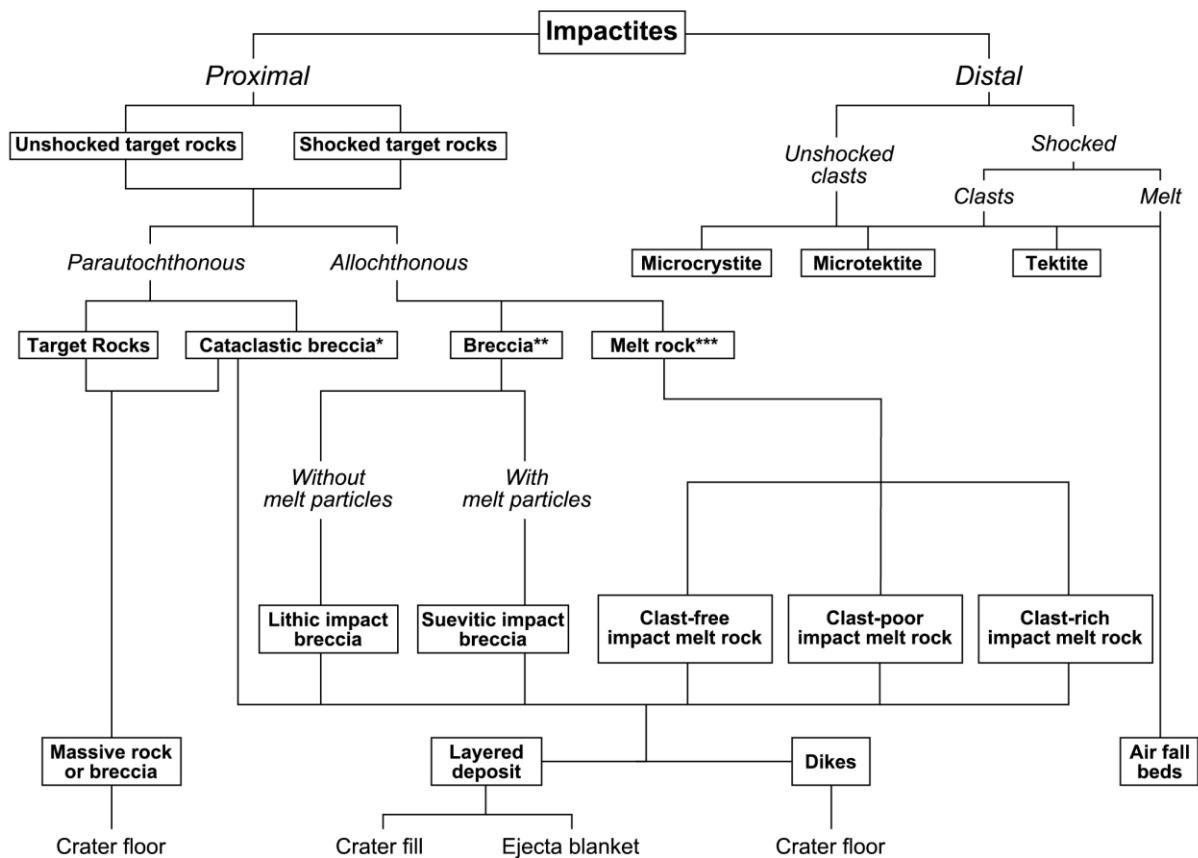 Impactites
Proximal
Distal
Unshocked target rocks
Shocked target rocks
Unshocked
clasts
Shocked
Clasts
Melt
Parautochthonous
Allochthonous
Microcrystite
Microtektite
Tektite
Target Rocks
Cataclastic breccia*
Breccia**
Melt rock***
Without
melt particles
With
melt particles
Lithic impact
breccia
Suevitic impact
breccia
Clast-free
impact melt rock
Clast-poor
impact melt rock
Clast-rich
impact melt rock
Massive rock
or breccia
Layered
deposit
Dikes
Air fall
beds
Crater floor
Crater fill
Ejecta blanket
Crater floor